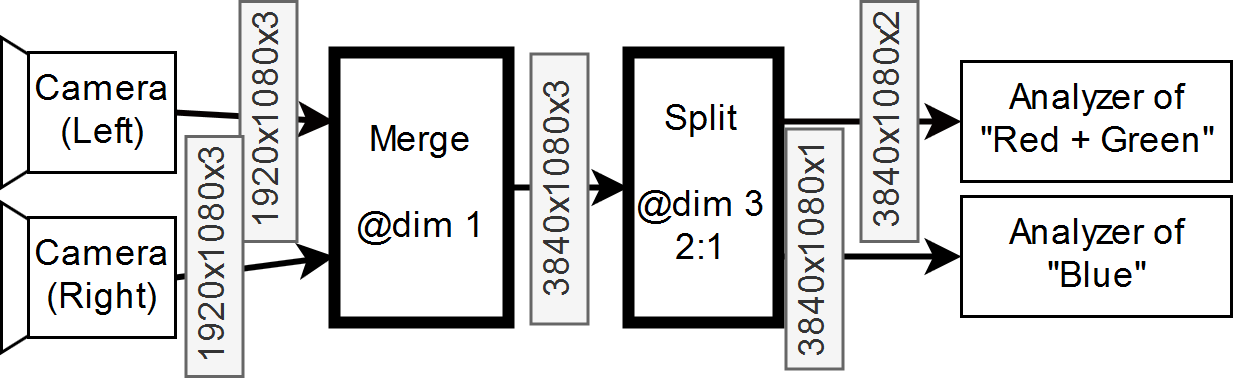 Camera
(Left)
1920x1080x3
Camera
(Right)
1920x1080x3
Merge
@dim 1
3840x1080x3
Split
@dim 3
2:1
3840x1080x2
3840x1080x1
Analyzer of
"Red + Green"
Analyzer of
"Blue"